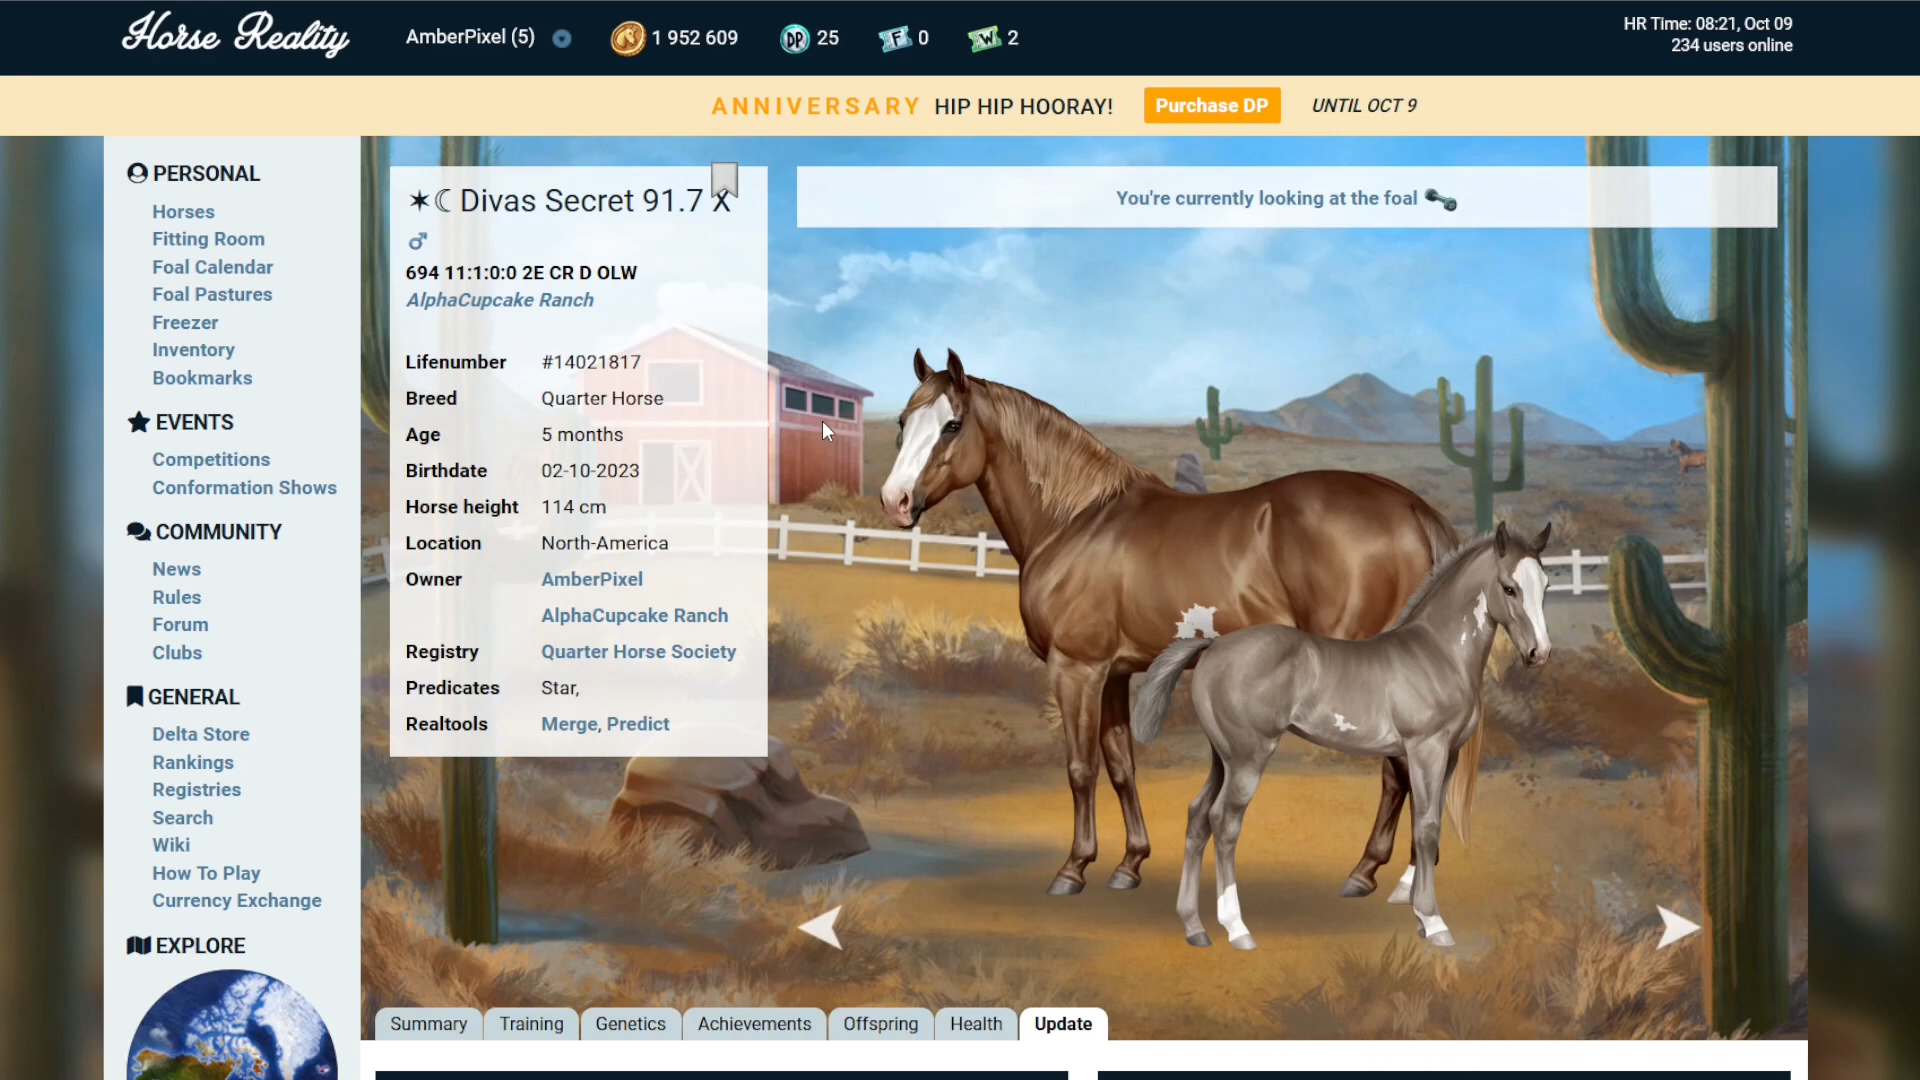 Horse Reality
AmberPixel (5)
1 952 609
DP 25
F 0
W 2
HR Time: 08:21, Oct 09
234 users online
ANNIVERSARY HIP HIP HOORAY! Purchase DP UNTIL OCT 9
PERSONAL
Horses
Fitting Room
Foal Calendar
Foal Pastures
Freezer
Inventory
Bookmarks
EVENTS
Competitions
Conformation Shows
COMMUNITY
News
Rules
Forum
Clubs
GENERAL
Delta Store
Rankings
Registries
Search
Wiki
How To Play
Currency Exchange
EXPLORE
✶☾Divas Secret 91.7 X
♂
694 11:1:0:0 2E CR D OLW
AlphaCupcake Ranch
Lifenumber #14021817
Breed Quarter Horse
Age 5 months
Birthdate 02-10-2023
Horse height 114 cm
Location North-America
Owner AmberPixel
AlphaCupcake Ranch
Registry Quarter Horse Society
Predicates Star,
Realtools Merge, Predict
You're currently looking at the foal
Summary Training Genetics Achievements Offspring Health Update